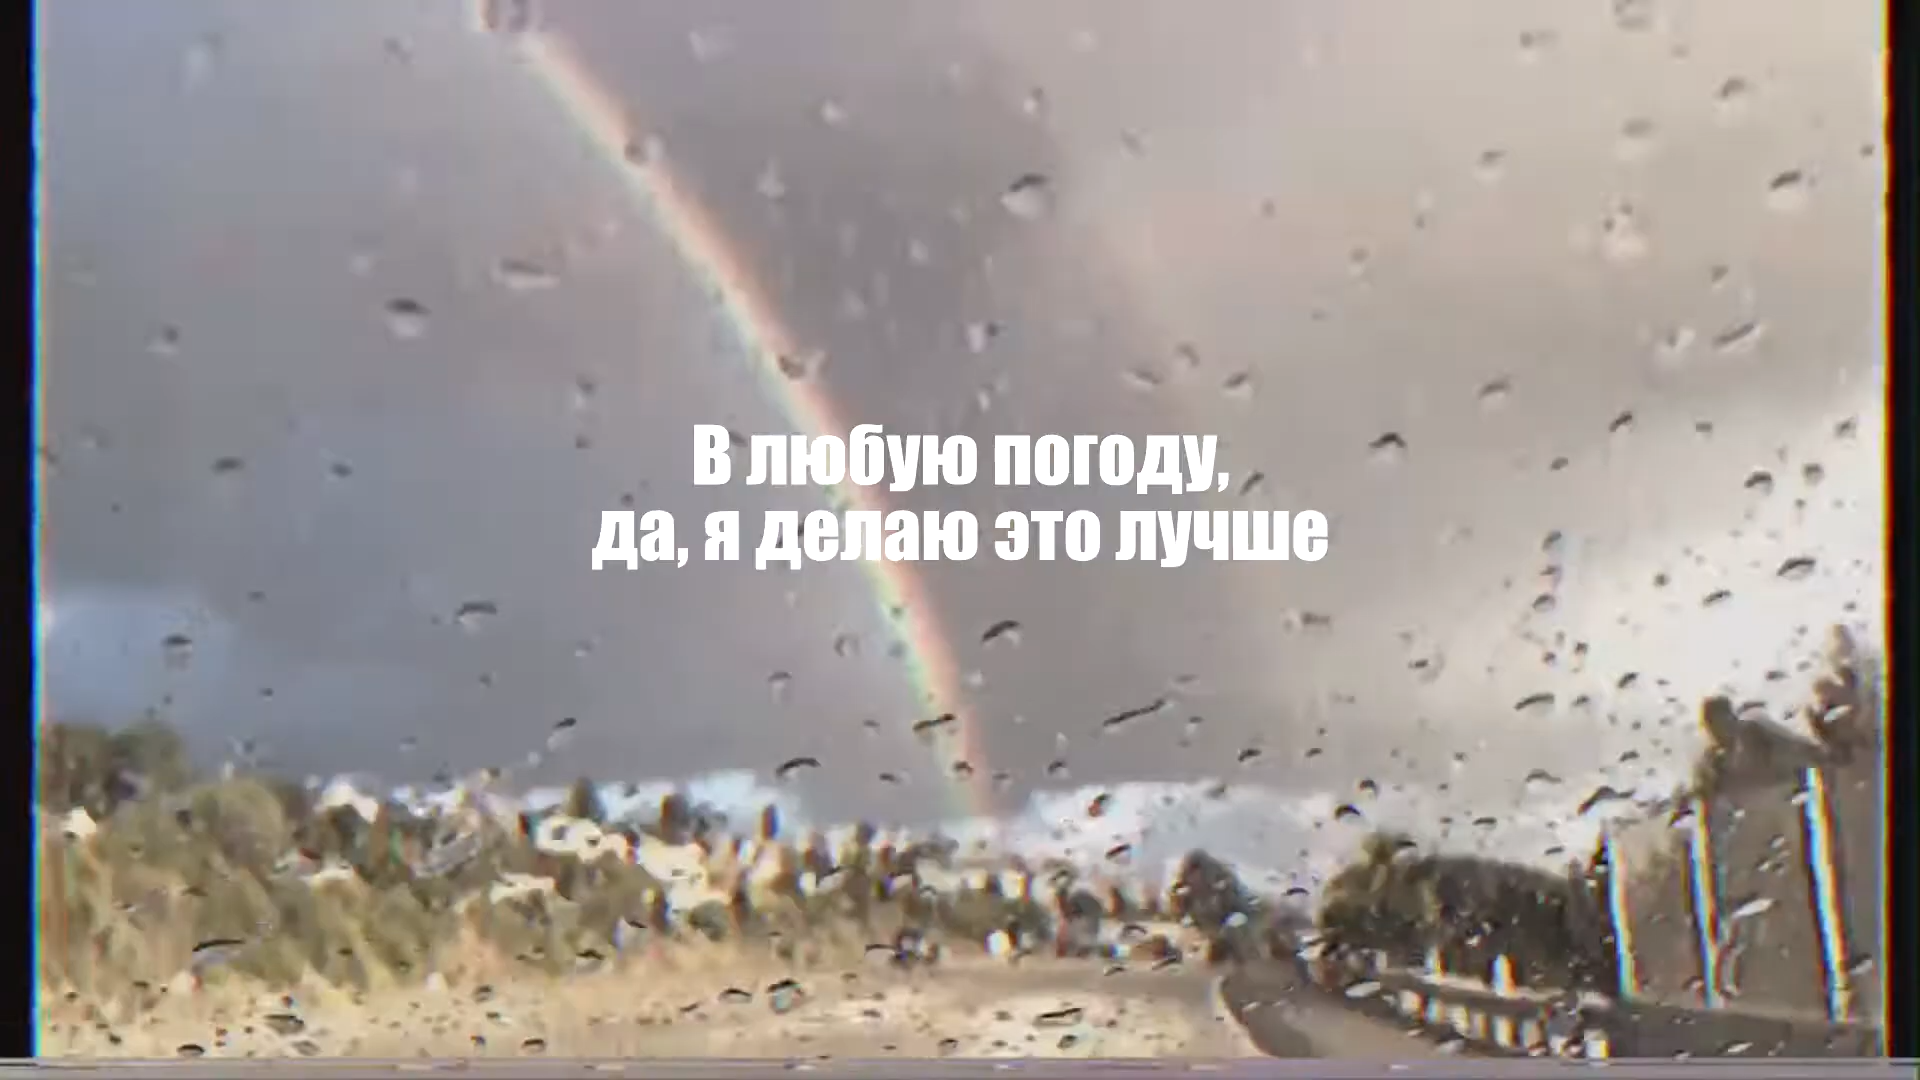 В любую погоду,
да, я делаю это лучше